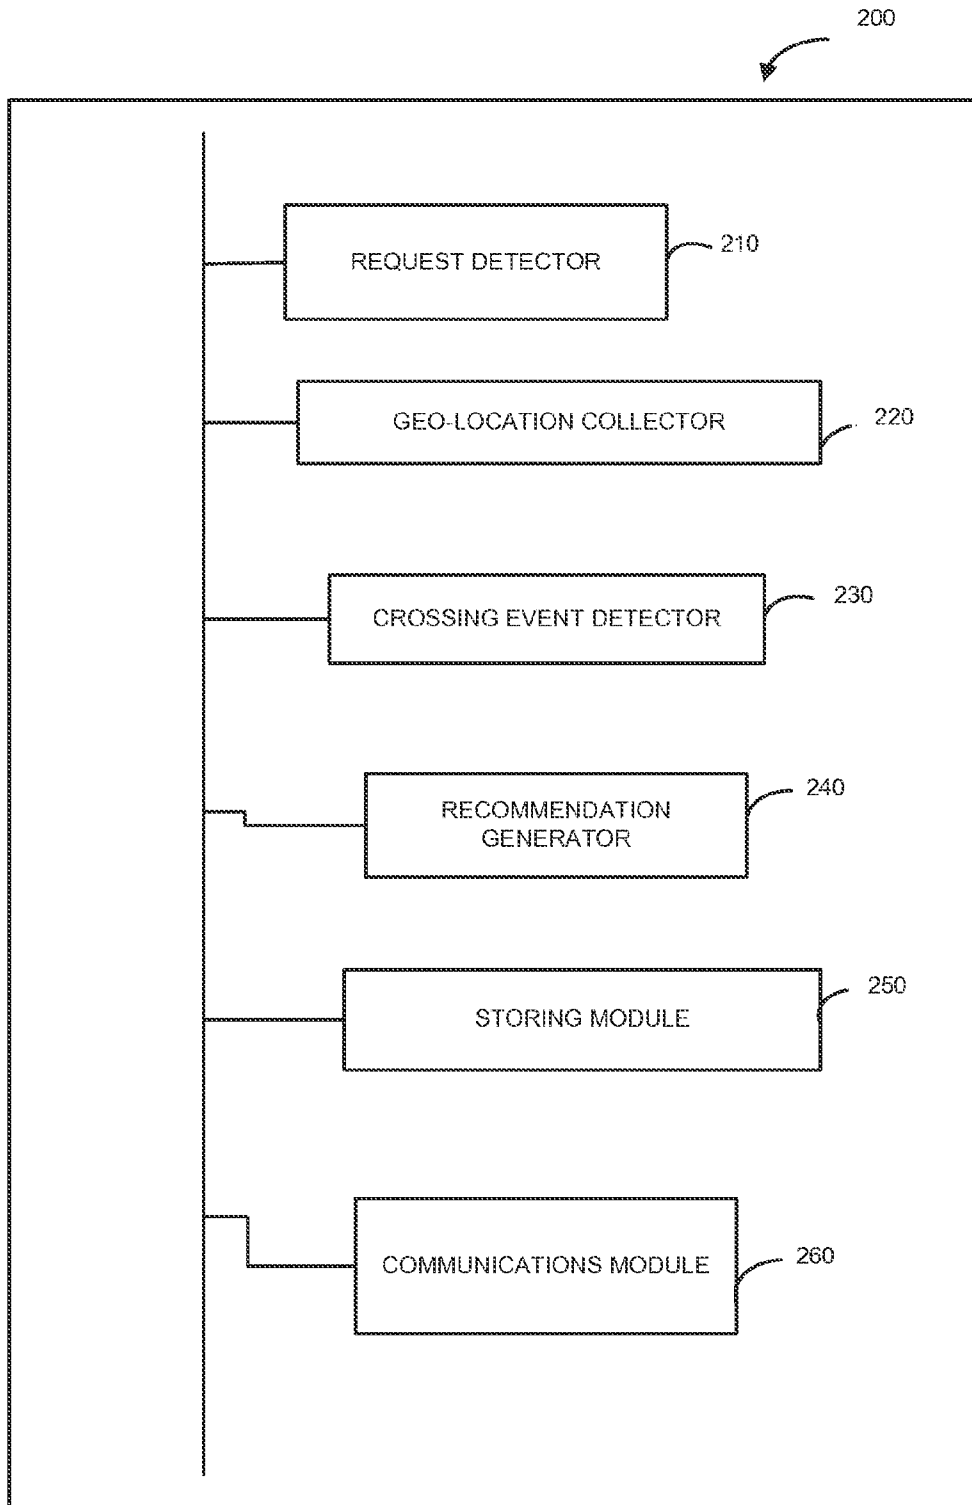 200
REQUEST DETECTOR
210
GEO-LOCATION COLLECTOR
220
CROSSING EVENT DETECTOR
230
RECOMMENDATION
GENERATOR
240
STORING MODULE
250
COMMUNICATIONS MODULE
260